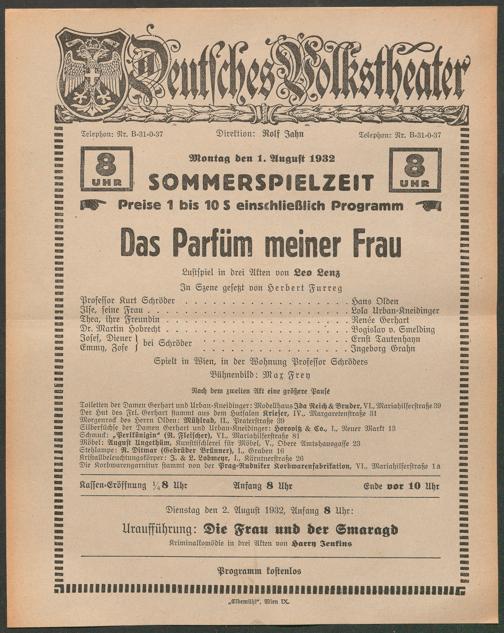 Deutsches Volkstheater
Telephon: Nr. B-31-0-37 Direktion: Rolf Jahn Telephon: Nr. B-31-0-37
8 UHR Montag den 1. August 1932 8 UHR
SOMMERSPIELZEIT
Preise 1 bis 10 S einschließlich Programm
Das Parfüm meiner Frau
Lustspiel in drei Akten von Leo Lenz
In Szene gesetzt von Herbert Furreg
Professor Kurt Schröder . . . Hans Olden
Ilse, seine Frau . . . Lola Urban-Kneidinger
Thea, ihre Freundin . . . Renée Gerhart
Dr. Martin Hobrecht . . . Bogislav v. Smelding
Josef, Diener } bei Schröder . . . Ernst Tautenhayn
Emmy, Zofe } . . . Ingeborg Grahn
Spielt in Wien, in der Wohnung Professor Schröders
Bühnenbild: Max Frey
Nach dem zweiten Akt eine größere Pause
Toiletten der Damen Gerhart und Urban-Kneidinger: Modellhaus Ida Reich & Bruder, VI., Mariahilferstraße 39
Der Hut des Frl. Gerhart stammt aus dem Hutsalon Krieser, IV., Margaretenstraße 31
Morgenrod des Herrn Olden: Mühlrad, II., Praterstraße 39
Silberfüchse der Damen Gerhart und Urban-Kneidinger: Horovitz & Co., I., Neuer Markt 13
Schmuck: „Perlkönigin“ (R. Fleischer), VI., Mariahilferstraße 81
Möbel: August Ungethüm, Kunsttischlerei für Möbel, V., Obere Amtshausgasse 23
Stehlampe: R. Ditmar (Gebrüder Brünner), I., Graben 16
Kristallbeleuchtungskörper: J. & L. Lobmeyr, I., Kärntnerstraße 26
Die Korbwarengarnitur stammt von der Prag-Rudniker Korbwarenfabrikation, VI., Mariahilferstraße 1a
Kassen-Eröffnung ¼8 Uhr Anfang 8 Uhr Ende vor 10 Uhr
Dienstag den 2. August 1932, Anfang 8 Uhr:
Uraufführung: Die Frau und der Smaragd
Kriminalkomödie in drei Akten von Harry Jenkins
Programm kostenlos
„Elbemühl“, Wien IX.